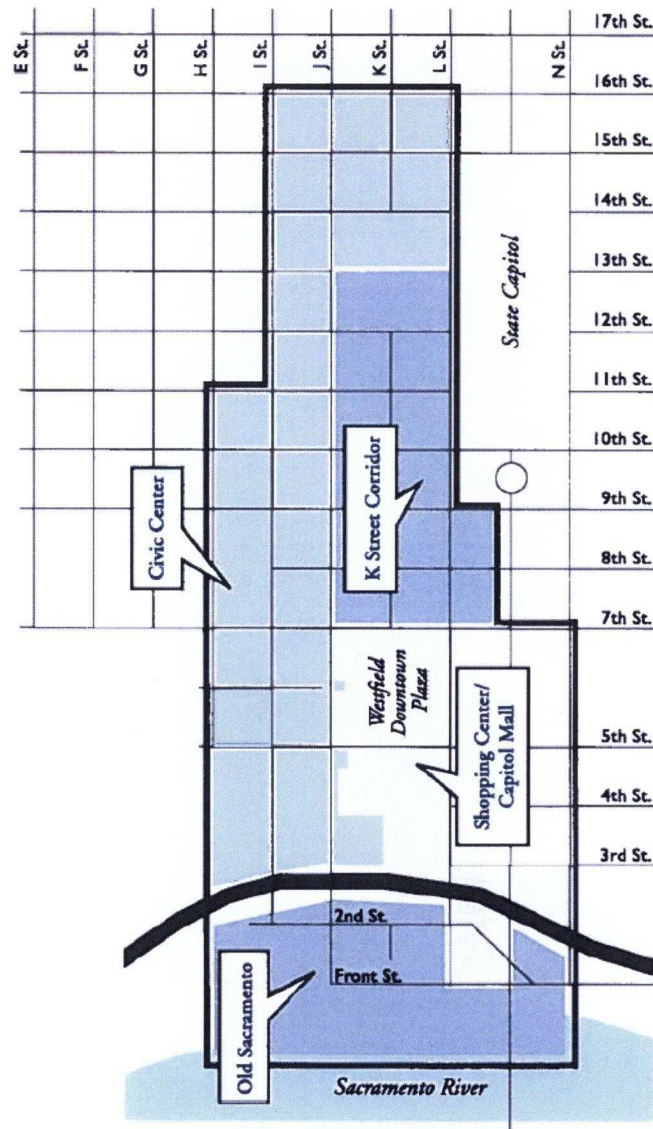 E St.
F St.
G St.
H St.
I St.
J St.
K St.
L St.
N St.
17th St.
16th St.
15th St.
14th St.
13th St.
12th St.
11th St.
10th St.
9th St.
8th St.
7th St.
5th St.
4th St.
3rd St.
State Capitol
Civic Center
K Street Corridor
Westfield
Downtown
Plaza
Shopping Center/
Capitol Mall
2nd St.
Front St.
Old Sacramento
Sacramento River